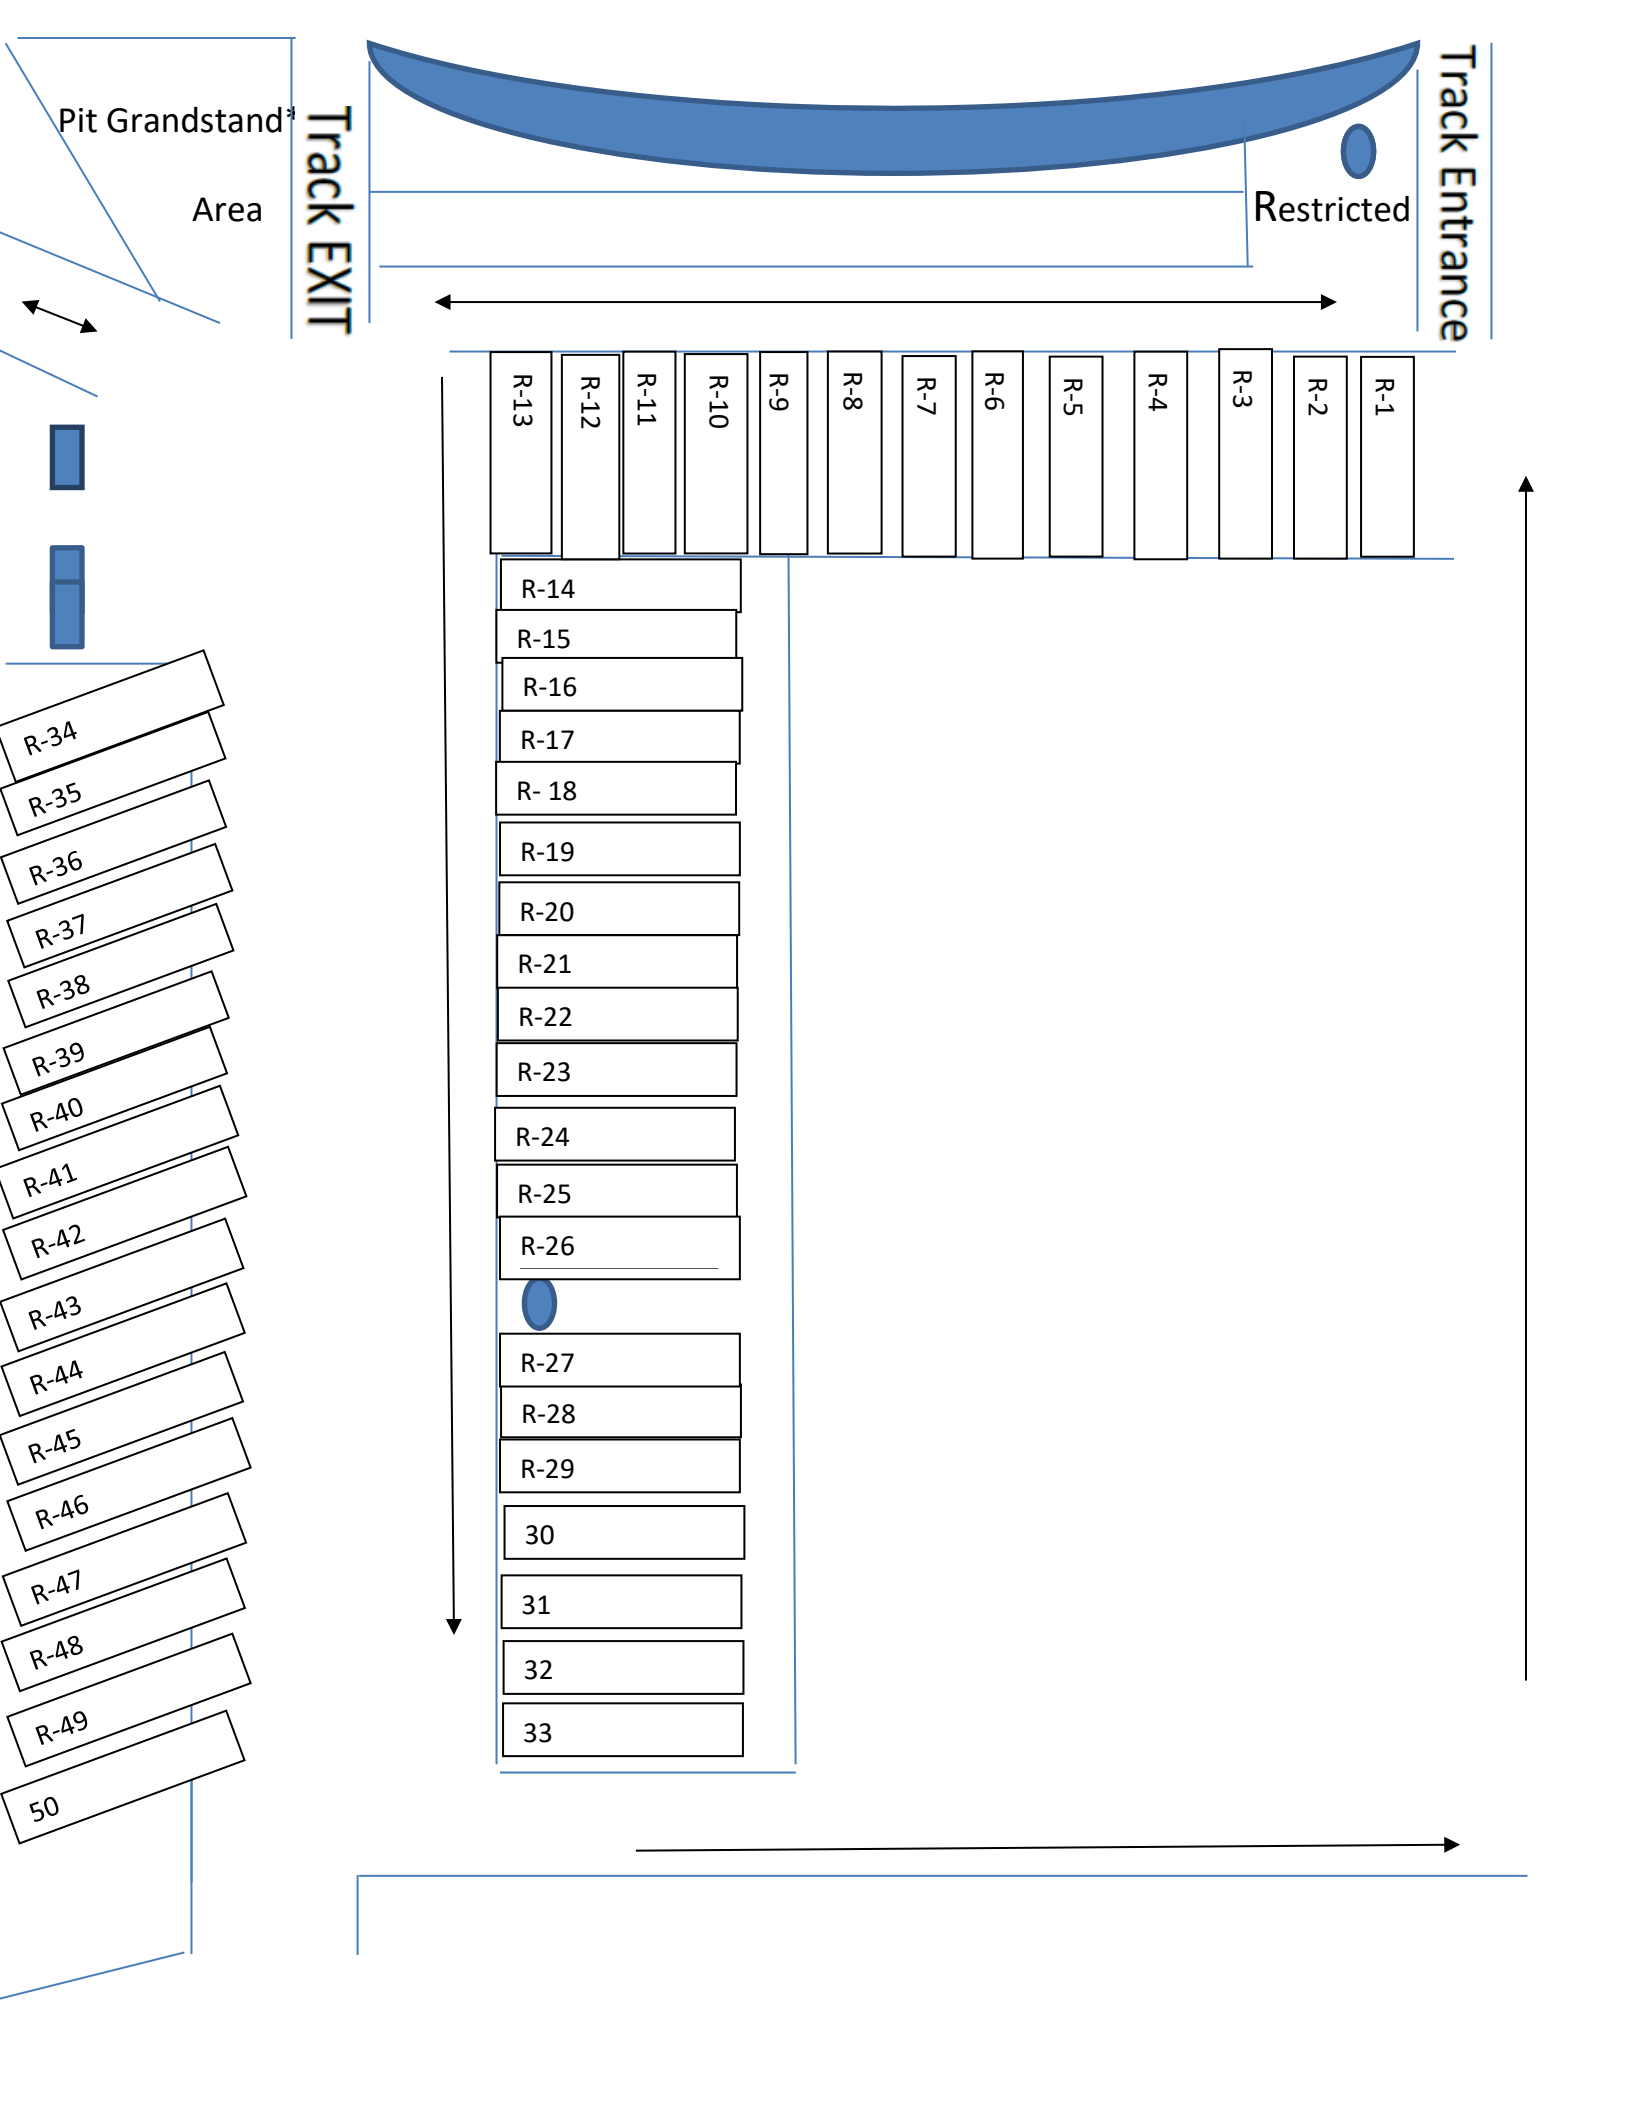 Pit Grandstand*
Area
Track EXIT
Restricted
Track Entrance
R-13
R-12
R-11
R-10
R-9
R-8
R-7
R-6
R-5
R-4
R-3
R-2
R-1
R-14
R-15
R-16
R-17
R- 18
R-19
R-20
R-21
R-22
R-23
R-24
R-25
R-26
R-27
R-28
R-29
30
31
32
33
R-34
R-35
R-36
R-37
R-38
R-39
R-40
R-41
R-42
R-43
R-44
R-45
R-46
R-47
R-48
R-49
50